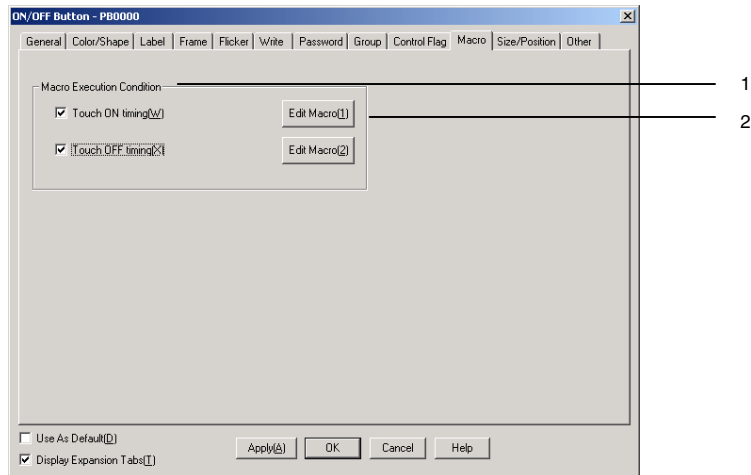 ON/OFF Button - PB0000
General Color/Shape Label Frame Flicker Write Password Group Control Flag Macro Size/Position Other
Macro Execution Condition
1
Touch ON timing(W) Edit Macro(1)
2
Touch OFF timing(X) Edit Macro(2)
Use As Default(D)
Display Expansion Tabs(T)
Apply(A) OK Cancel Help